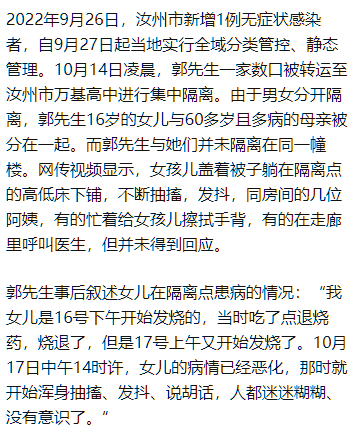 2022年9月26日，汝州市新增1例无症状感染
者，自9月27日起当地实行全域分类管控、静态
管理。10月14日凌晨，郭先生一家数口被转运至
汝州市万基高中进行集中隔离。由于男女分开隔
离，郭先生16岁的女儿与60多岁且多病的母亲被
分在一起。而郭先生与她们并未隔离在同一幢
楼。网传视频显示，女孩儿盖着被子躺在隔离点
的高低床下铺，不断抽搐，发抖，同房间的几位
阿姨，有的忙着给女孩儿擦拭手背，有的在走廊
里呼叫医生，但并未得到回应。
郭先生事后叙述女儿在隔离点患病的情况：“我
女儿是16号下午开始发烧的，当时吃了点退烧
药，烧退了，但是17号上午又开始发烧了。10月
17日中午14时许，女儿的病情已经恶化，那时就
开始浑身抽搐、发抖、说胡话，人都迷迷糊糊、
没有意识了。“